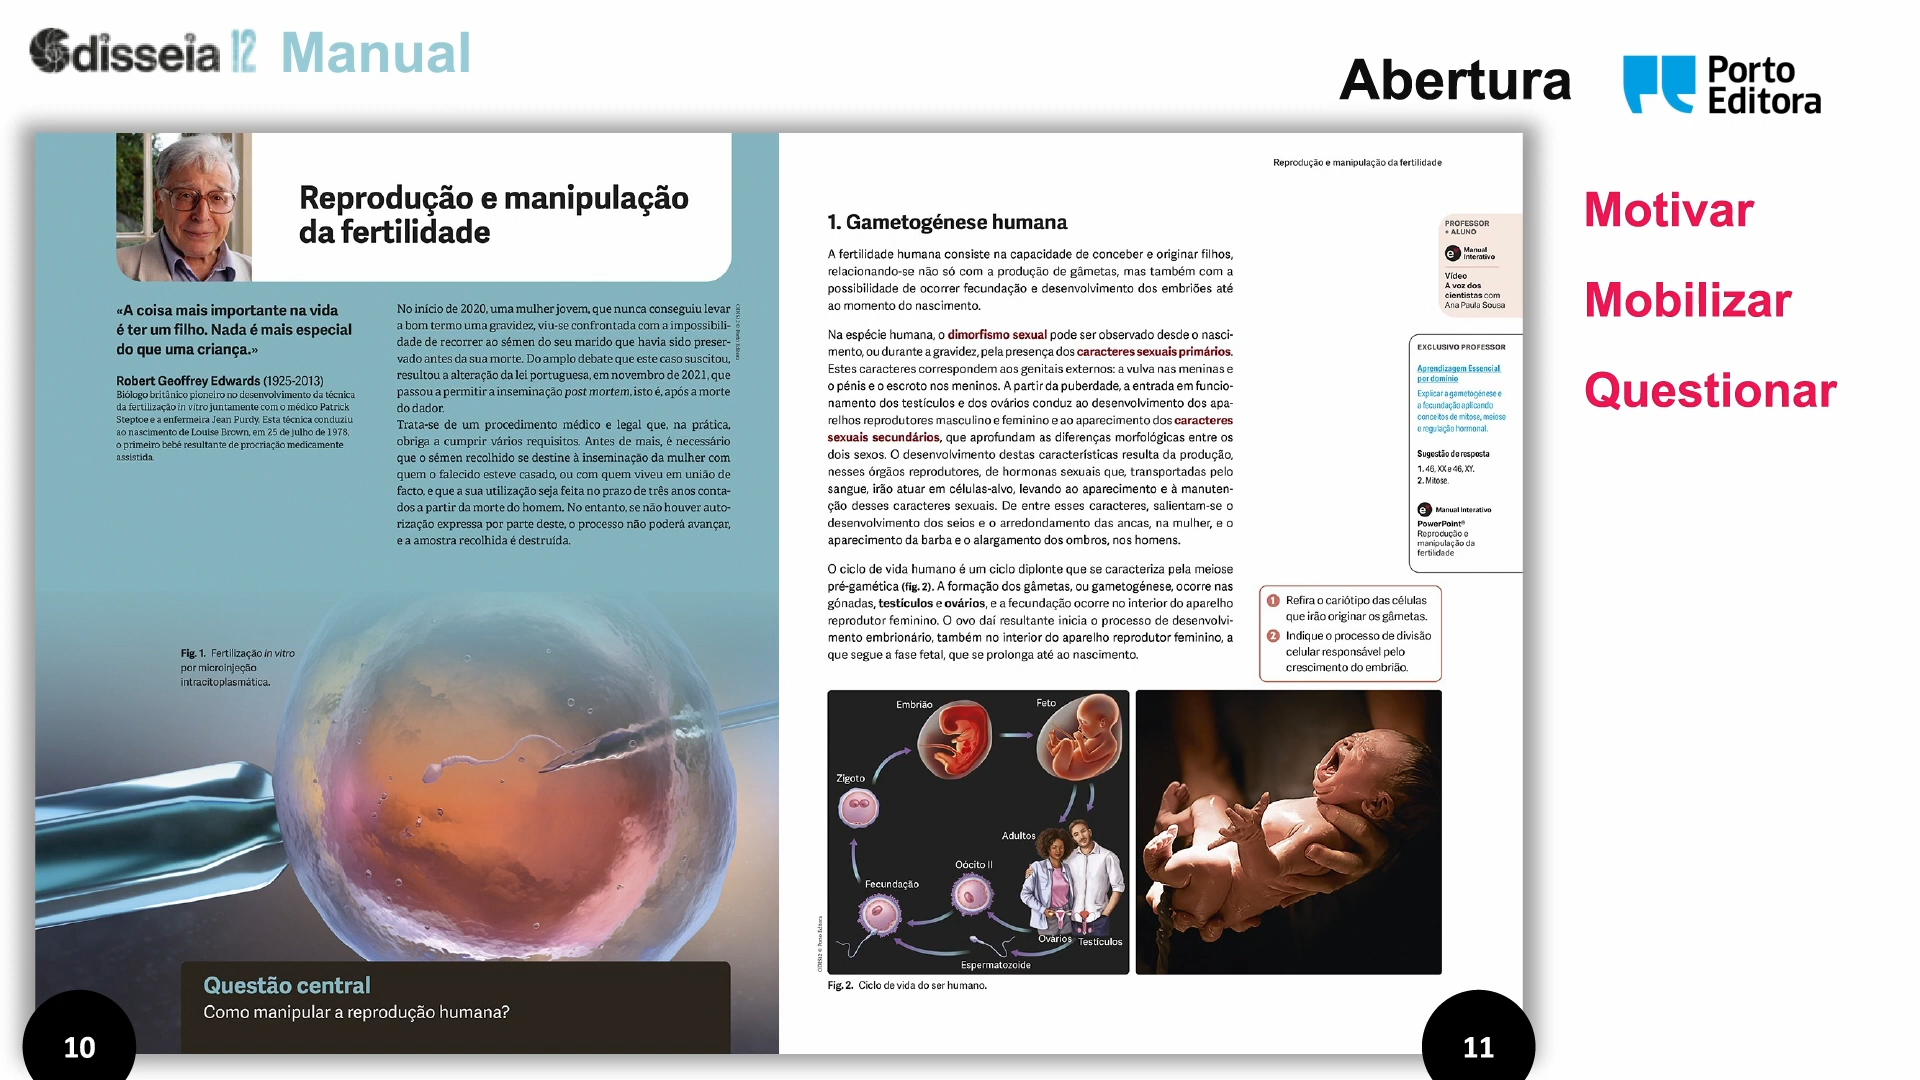 Odisseia 12 Manual
Abertura
Porto
Editora
Motivar
Mobilizar
Questionar
Reprodução e manipulação
da fertilidade
«A coisa mais importante na vida
é ter um filho. Nada é mais especial
do que uma criança.»
Robert Geoffrey Edwards (1925-2013)
Biólogo britânico pioneiro no desenvolvimento da técnica
da fertilização in vitro juntamente com o médico Patrick
Steptoe e a enfermeira Jean Purdy. Esta técnica conduziu
ao nascimento de Louise Brown, em 25 de julho de 1978,
o primeiro bebé resultante de procriação medicamente
assistida.
No início de 2020, uma mulher jovem, que nunca conseguiu levar
a bom termo uma gravidez, viu-se confrontada com a impossibili-
dade de recorrer ao sémen do seu marido que havia sido preser-
vado antes da sua morte. Do amplo debate que este caso suscitou,
resultou a alteração da lei portuguesa, em novembro de 2021, que
passou a permitir a inseminação post mortem, isto é, após a morte
do dador.
Trata-se de um procedimento médico e legal que, na prática,
obriga a cumprir vários requisitos. Antes de mais, é necessário
que o sémen recolhido se destine à inseminação da mulher com
quem o falecido esteve casado, ou com quem viveu em união de
facto, e que a sua utilização seja feita no prazo de três anos conta-
dos a partir da morte do homem. No entanto, se não houver auto-
rização expressa por parte deste, o processo não poderá avançar,
e a amostra recolhida é destruída.
Fig. 1. Fertilização in vitro
por microinjeção
intracitoplasmática.
Questão central
Como manipular a reprodução humana?
10
Reprodução e manipulação da fertilidade
1. Gametogénese humana
A fertilidade humana consiste na capacidade de conceber e originar filhos,
relacionando-se não só com a produção de gâmetas, mas também com a
possibilidade de ocorrer fecundação e desenvolvimento dos embriões até
ao momento do nascimento.
Na espécie humana, o dimorfismo sexual pode ser observado desde o nasci-
mento, ou durante a gravidez, pela presença dos caracteres sexuais primários.
Estes caracteres correspondem aos genitais externos: a vulva nas meninas e
o pénis e o escroto nos meninos. A partir da puberdade, a entrada em funcio-
namento dos testículos e dos ovários conduz ao desenvolvimento dos apa-
relhos reprodutores masculino e feminino e ao aparecimento dos caracteres
sexuais secundários, que aprofundam as diferenças morfológicas entre os
dois sexos. O desenvolvimento destas características resulta da produção,
nesses órgãos reprodutores, de hormonas sexuais que, transportadas pelo
sangue, irão atuar em células-alvo, levando ao aparecimento e à manuten-
ção desses caracteres sexuais. De entre esses caracteres, salientam-se o
desenvolvimento dos seios e o arredondamento das ancas, na mulher, e o
aparecimento da barba e o alargamento dos ombros, nos homens.
O ciclo de vida humano é um ciclo diplonte que se caracteriza pela meiose
pré-gamética (fig. 2). A formação dos gâmetas, ou gametogénese, ocorre nas
gónadas, testículos e ovários, e a fecundação ocorre no interior do aparelho
reprodutor feminino. O ovo daí resultante inicia o processo de desenvolvi-
mento embrionário, também no interior do aparelho reprodutor feminino, a
que segue a fase fetal, que se prolonga até ao nascimento.
PROFESSOR
+ ALUNO
e Manual
Interativo
Vídeo
A voz dos
cientistas com
Ana Paula Sousa
EXCLUSIVO PROFESSOR
Aprendizagem Essencial
por domínio
Explicar a gametogénese e
a fecundação aplicando
conceitos de mitose, meiose
e regulação hormonal.
Sugestão de resposta
1. 46, XX e 46, XY.
2. Mitose.
e Manual Interativo
PowerPoint®
Reprodução e
manipulação da
fertilidade
1 Refira o cariótipo das células
que irão originar os gâmetas.
2 Indique o processo de divisão
celular responsável pelo
crescimento do embrião.
Embrião
Feto
Zigoto
Adultos
Oócito II
Fecundação
Ovários
Testículos
Espermatozoide
Fig. 2. Ciclo de vida do ser humano.
11